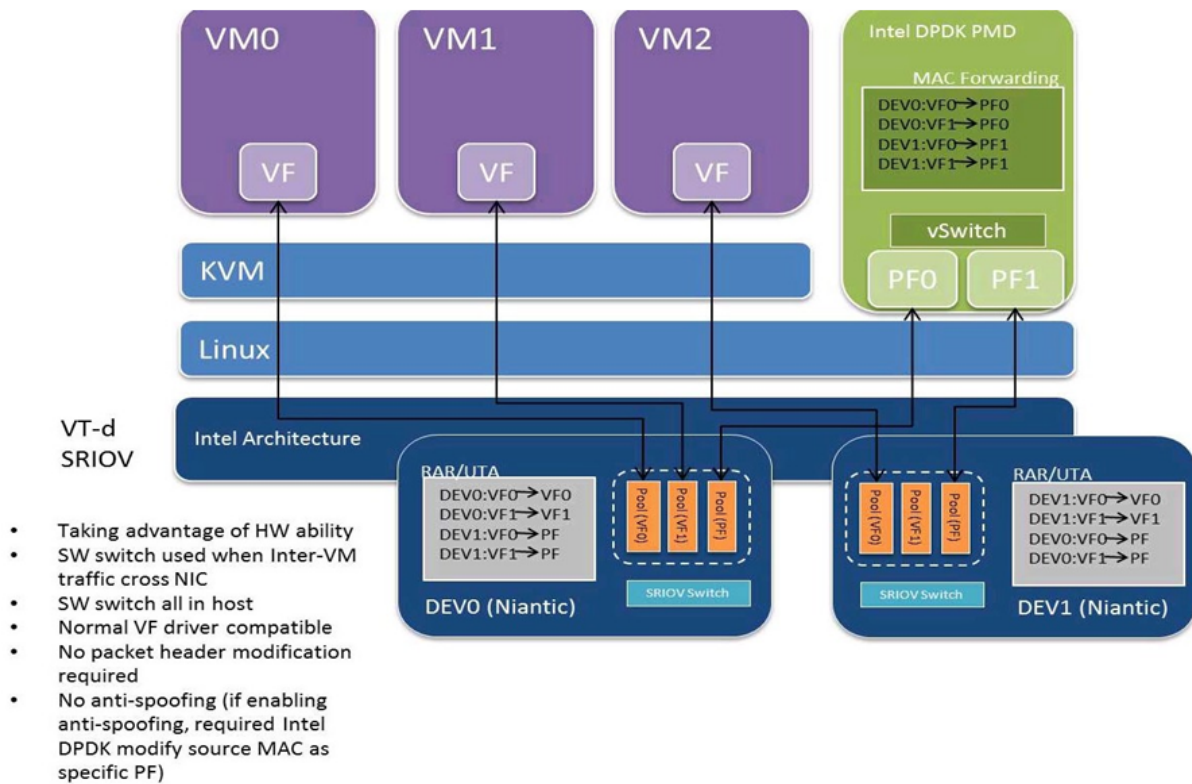 VM0
VF
VM1
VF
VM2
VF
Intel DPDK PMD
MAC Forwarding
DEV0:VF0→PF0
DEV0:VF1→PF0
DEV1:VF0→PF1
DEV1:VF1→PF1
vSwitch
PF0
PF1
KVM
Linux
VT-d
SRIOV
Intel Architecture
RAR/UTA
DEV0:VF0→VF0
DEV0:VF1→VF1
DEV1:VF0→PF
DEV1:VF1→PF
Pool (VF0)
Pool (VF1)
Pool (PF)
SRIOV Switch
DEV0 (Niantic)
Pool (VF0)
Pool (VF1)
Pool (PF)
SRIOV Switch
RAR/UTA
DEV1:VF0→VF0
DEV1:VF1→VF1
DEV0:VF0→PF
DEV0:VF1→PF
DEV1 (Niantic)
• Taking advantage of HW ability
• SW switch used when Inter-VM
traffic cross NIC
• SW switch all in host
• Normal VF driver compatible
• No packet header modification
required
• No anti-spoofing (if enabling
anti-spoofing, required Intel
DPDK modify source MAC as
specific PF)